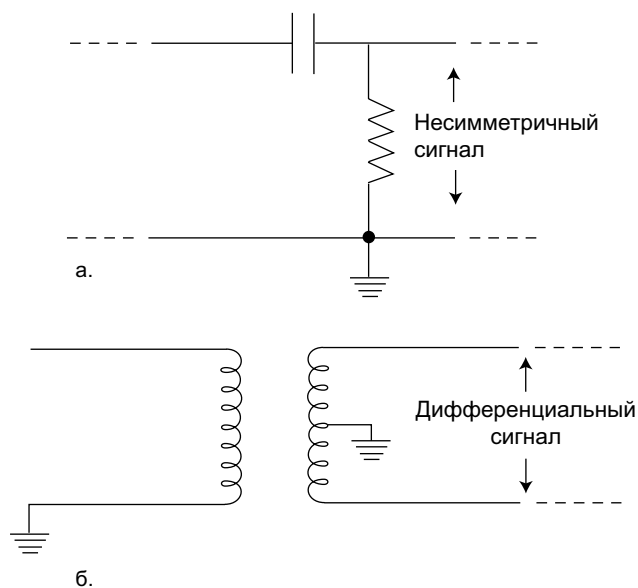 Несимметричный
сигнал
а.
Дифференциальный
сигнал
б.